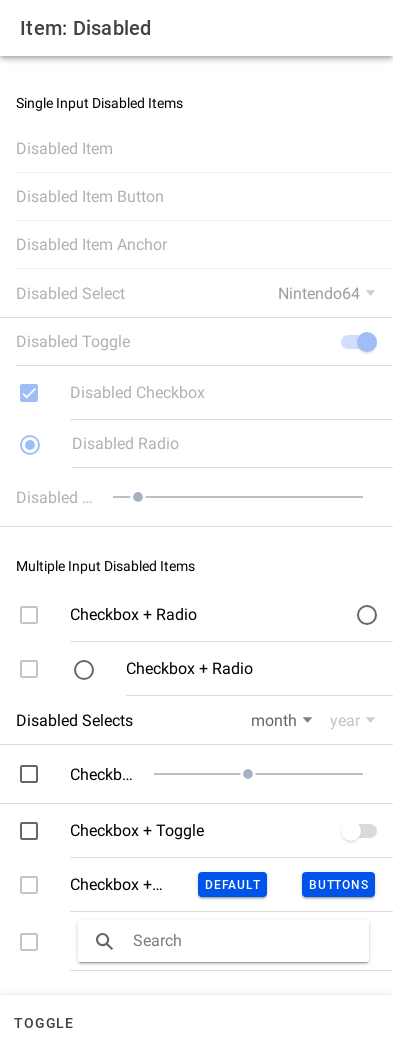 Item: Disabled
Single Input Disabled Items
Disabled Item
Disabled Item Button
Disabled Item Anchor
Disabled Select Nintendo64
Disabled Toggle
Disabled Checkbox
Disabled Radio
Disabled ...
Multiple Input Disabled Items
Checkbox + Radio
Checkbox + Radio
Disabled Selects month year
Checkb...
Checkbox + Toggle
Checkbox +... DEFAULT BUTTONS
Search
TOGGLE